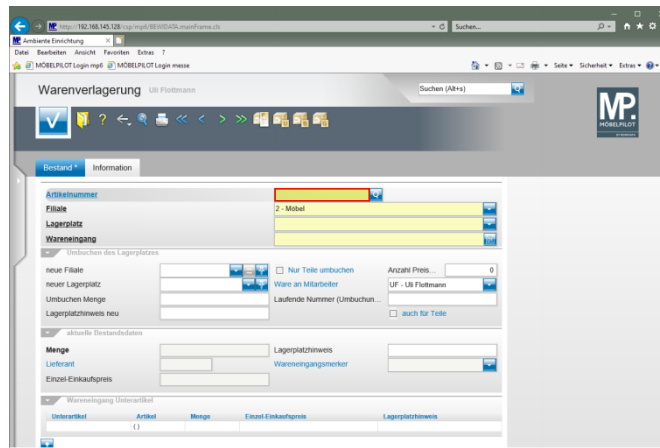 http://192.168.145.128/csp/mp6/BEWIDATA.mainFrame.cls Suchen...
Ambiente Einrichtung
Datei Bearbeiten Ansicht Favoriten Extras ?
MÖBELPILOT Login mp6 MÖBELPILOT Login messe Seite Sicherheit Extras
Warenverlagerung Uli Flottmann Suchen (Alt+s)
MP.
MÖBELPILOT
Bestand * Information
Artikelnummer
Filiale 2 - Möbel
Lagerplatz
Wareneingang
Umbuchen des Lagerplatzes
neue Filiale Nur Teile umbuchen Anzahl Preis... 0
neuer Lagerplatz Ware an Mitarbeiter UF - Uli Flottmann
Umbuchen Menge Laufende Nummer (Umbuchun...
Lagerplatzhinweis neu auch für Teile
aktuelle Bestandsdaten
Menge Lagerplatzhinweis
Lieferant Wareneingangsmerker
Einzel-Einkaufspreis
Wareneingang Unterartikel
Unterartikel Artikel Menge Einzel-Einkaufspreis Lagerplatzhinweis
( )